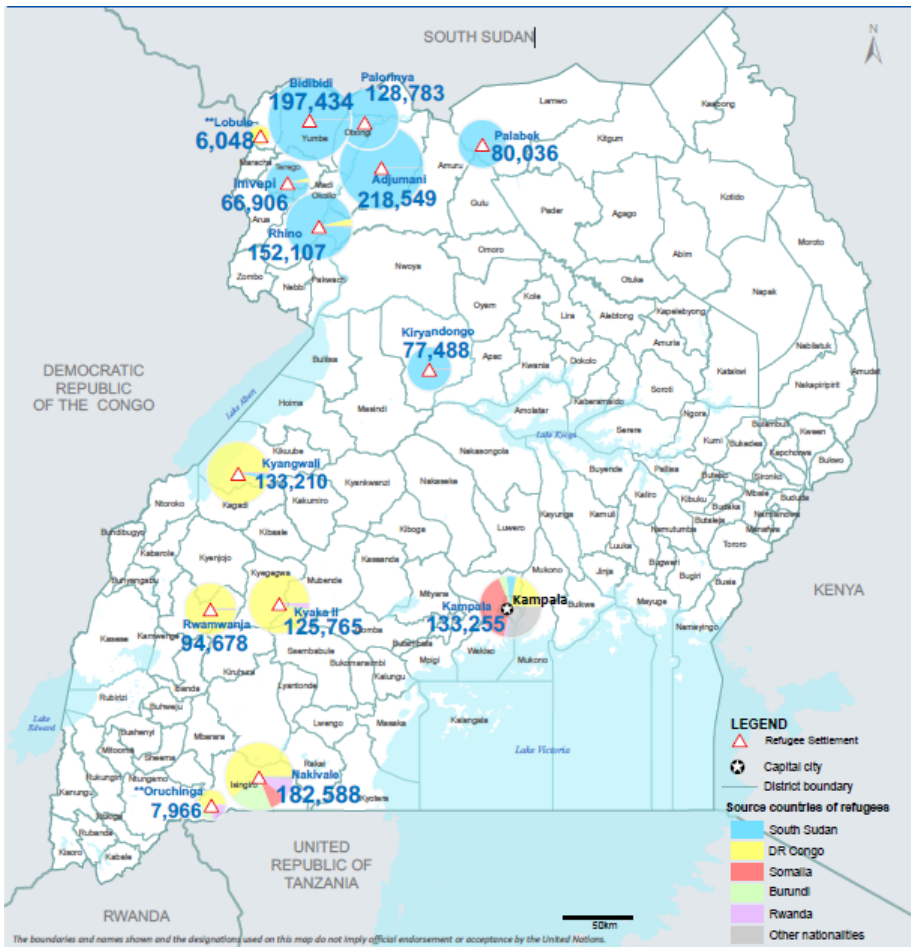 SOUTH SUDAN
N
Bidibidi
197,434
Palorinya
128,783
**Lobule
6,048
Yumbe
Obongi
Lamwo
Kaabong
Palabek
80,036
Kitgum
Maracha
Terego
Imvepi
66,906
Madi
Okollo
Adjumani
218,549
Amuru
Gulu
Pader
Agago
Kotido
Arua
Rhino
152,107
Moroto
Zombo
Nebbi
Pakwach
Nwoya
Omoro
Abim
Otuke
Napak
Oyam
Kole
Lira
Alebtong
Kapelebyong
Kiryandongo
77,488
Apac
Kwania
Dokolo
Amuria
Nabilatuk
DEMOCRATIC
REPUBLIC
OF THE CONGO
Buliisa
Katakwi
Nakapiripirit
Amudat
Lake Albert
Hoima
Masindi
Amolatar
Kaberamaido
Soroti
Lake Kyoga
Serere
Ngora
Bulambuli
Kween
Kumi
Bukedea
Kapchorwa
Bukwo
Kikuube
Nakasongola
Kyangwali
133,210
Buyende
Pallisa
Butebo
Sironko
Kagadi
Kakumiro
Kyankwanzi
Nakaseke
Kaliro
Kibuku
Mbale
Bududa
Ntoroko
Budaka
Namisindwa
Kayunga
Kamuli
Butaleja
Manafwa
Bundibugyo
Kibaale
Kiboga
Luwero
Namutumba
Kabarole
Kyenjojo
Luuka
Tororo
Kassanda
Bugweri
Bunyangabu
Kyegegwa
Mubende
Mukono
Jinja
Bugiri
Busia
Mityana
Kampala
133,255
Kampala
Buikwe
Mayuge
KENYA
Rwamwanja
94,678
Kyaka II
125,765
Gomba
Butambala
Wakiso
Namayingo
Kasese
Kamwenge
Mpigi
Mukono
Ssembabule
Bukomansimbi
Kalungu
Kiruhura
Ibanda
Rubirizi
Lyantonde
Buhweju
Lake
Edward
Lwengo
Masaka
Kalangala
Bushenyi
Mbarara
Mitooma
Sheema
Lake Victoria
Rakai
Rukungiri
Ntungamo
Isingiro
Nakivale
182,588
Kyotera
Kanungu
**Oruchinga
7,966
Rubanda
Kisoro
Kabale
UNITED
REPUBLIC OF
TANZANIA
RWANDA
LEGEND
Refugee Settlement
Capital city
District boundary
Source countries of refugees
South Sudan
DR Congo
Somalia
Burundi
Rwanda
Other nationalities
50km
The boundaries and names shown and the designations used on this map do not imply official endorsement or acceptance by the United Nations.